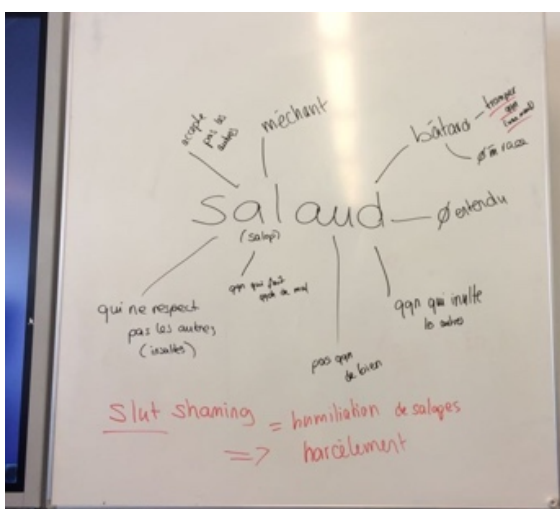 accepte
pas les
autres
méchant
bâtard
tromper
qqn
ø m race
salaud
(salop)
ø entendu
qui ne respect
pas les autres
(insultes)
qqn qui fait
de mal
qqn qui insulte
les autres
pas qqn
de bien
Slut shaming = humiliation de salopes
=> harcèlement